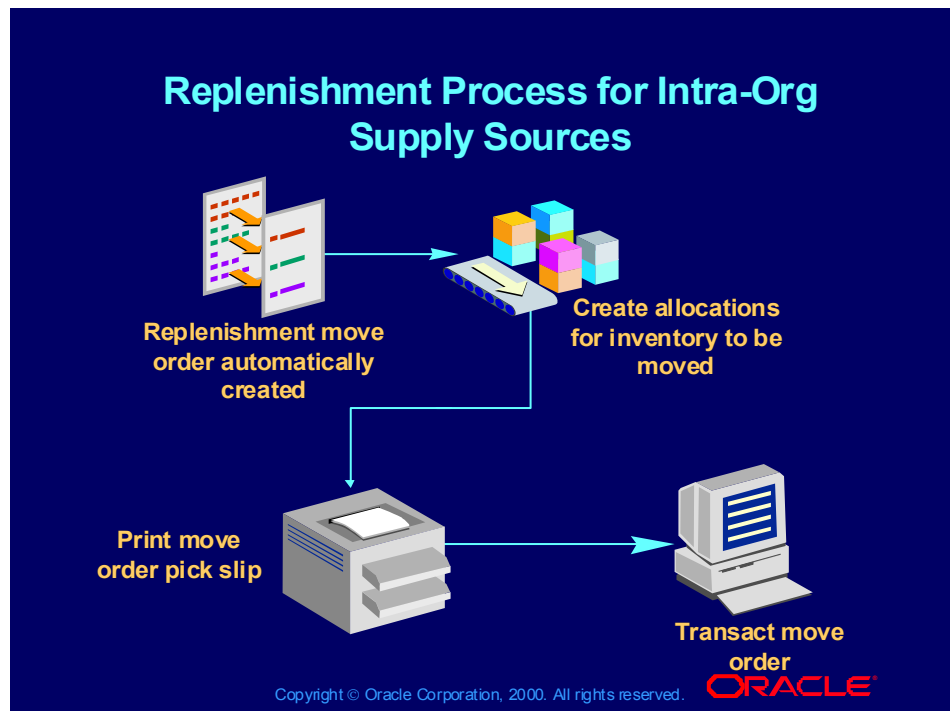 Replenishment Process for Intra-Org
Supply Sources
Replenishment move
order automatically
created
Create allocations
for inventory to be
moved
Print move
order pick slip
Transact move
order
Copyright © Oracle Corporation, 2000. All rights reserved.
ORACLE®